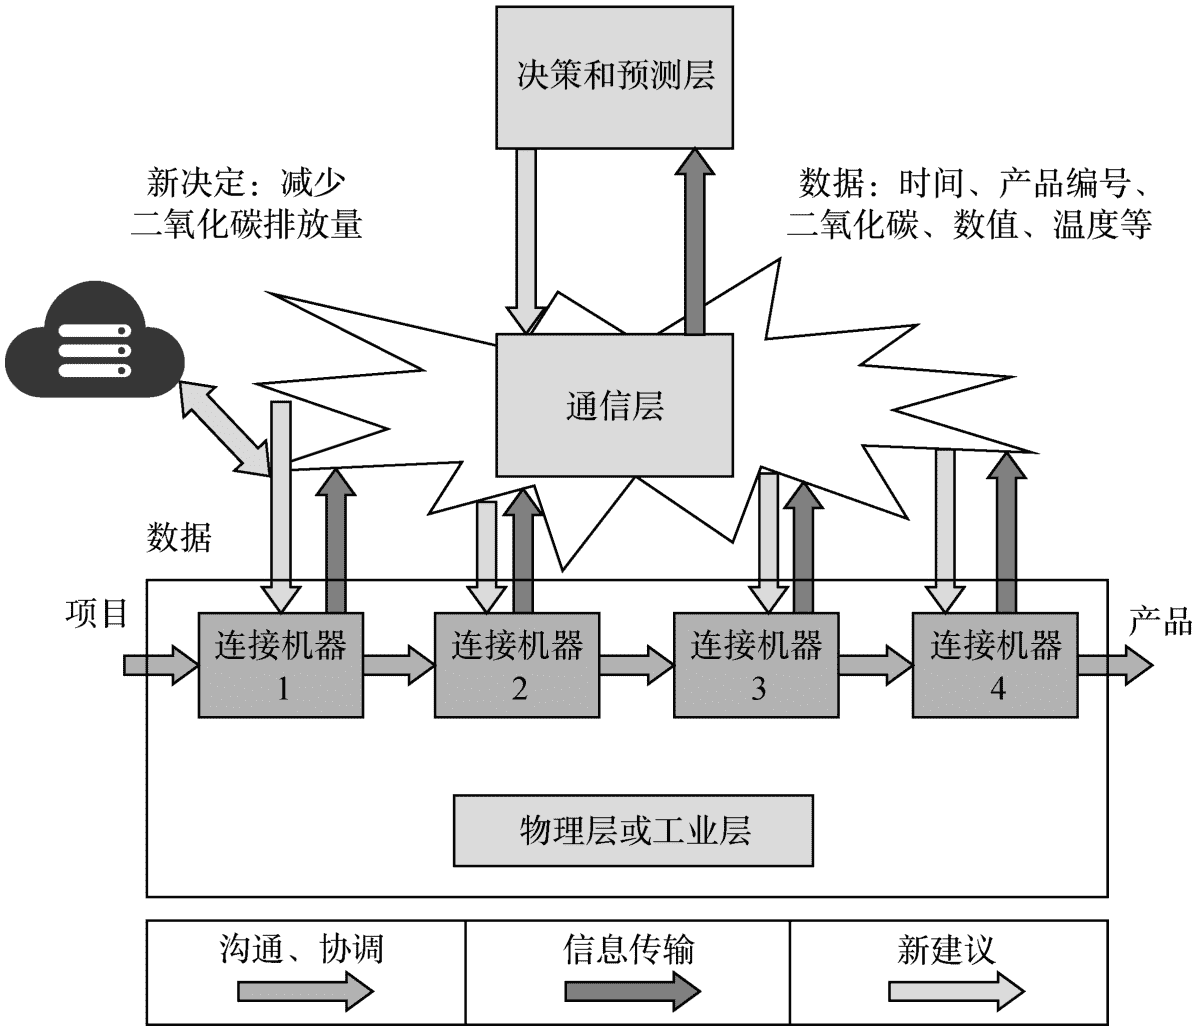 决策和预测层
新决定：减少
二氧化碳排放量
数据：时间、产品编号、
二氧化碳、数值、温度等
通信层
数据
项目
产品
连接机器
1
连接机器
2
连接机器
3
连接机器
4
物理层或工业层
沟通、协调
信息传输
新建议